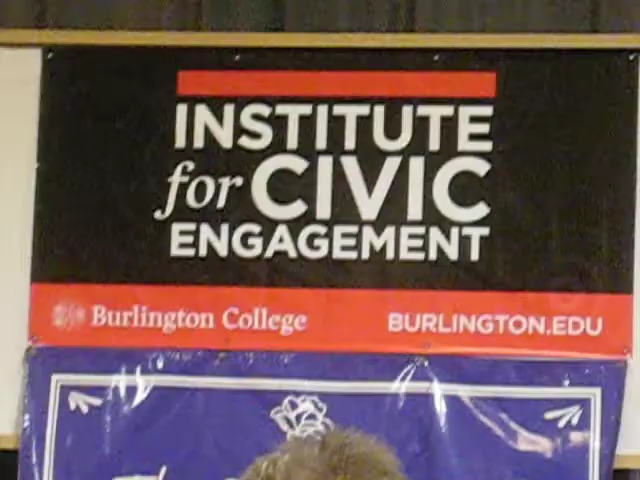 INSTITUTE
for CIVIC
ENGAGEMENT
Burlington College
BURLINGTON.EDU